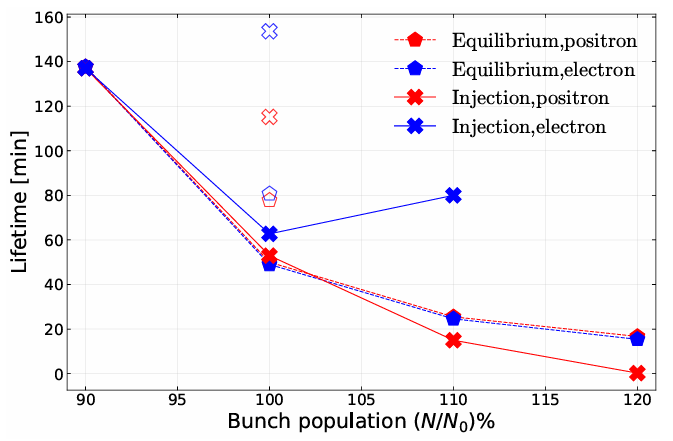 Lifetime [min]
160
140
120
100
80
60
40
20
0
Equilibrium,positron
Equilibrium,electron
Injection,positron
Injection,electron
90 95 100 105 110 115 120
Bunch population (N/N₀)%